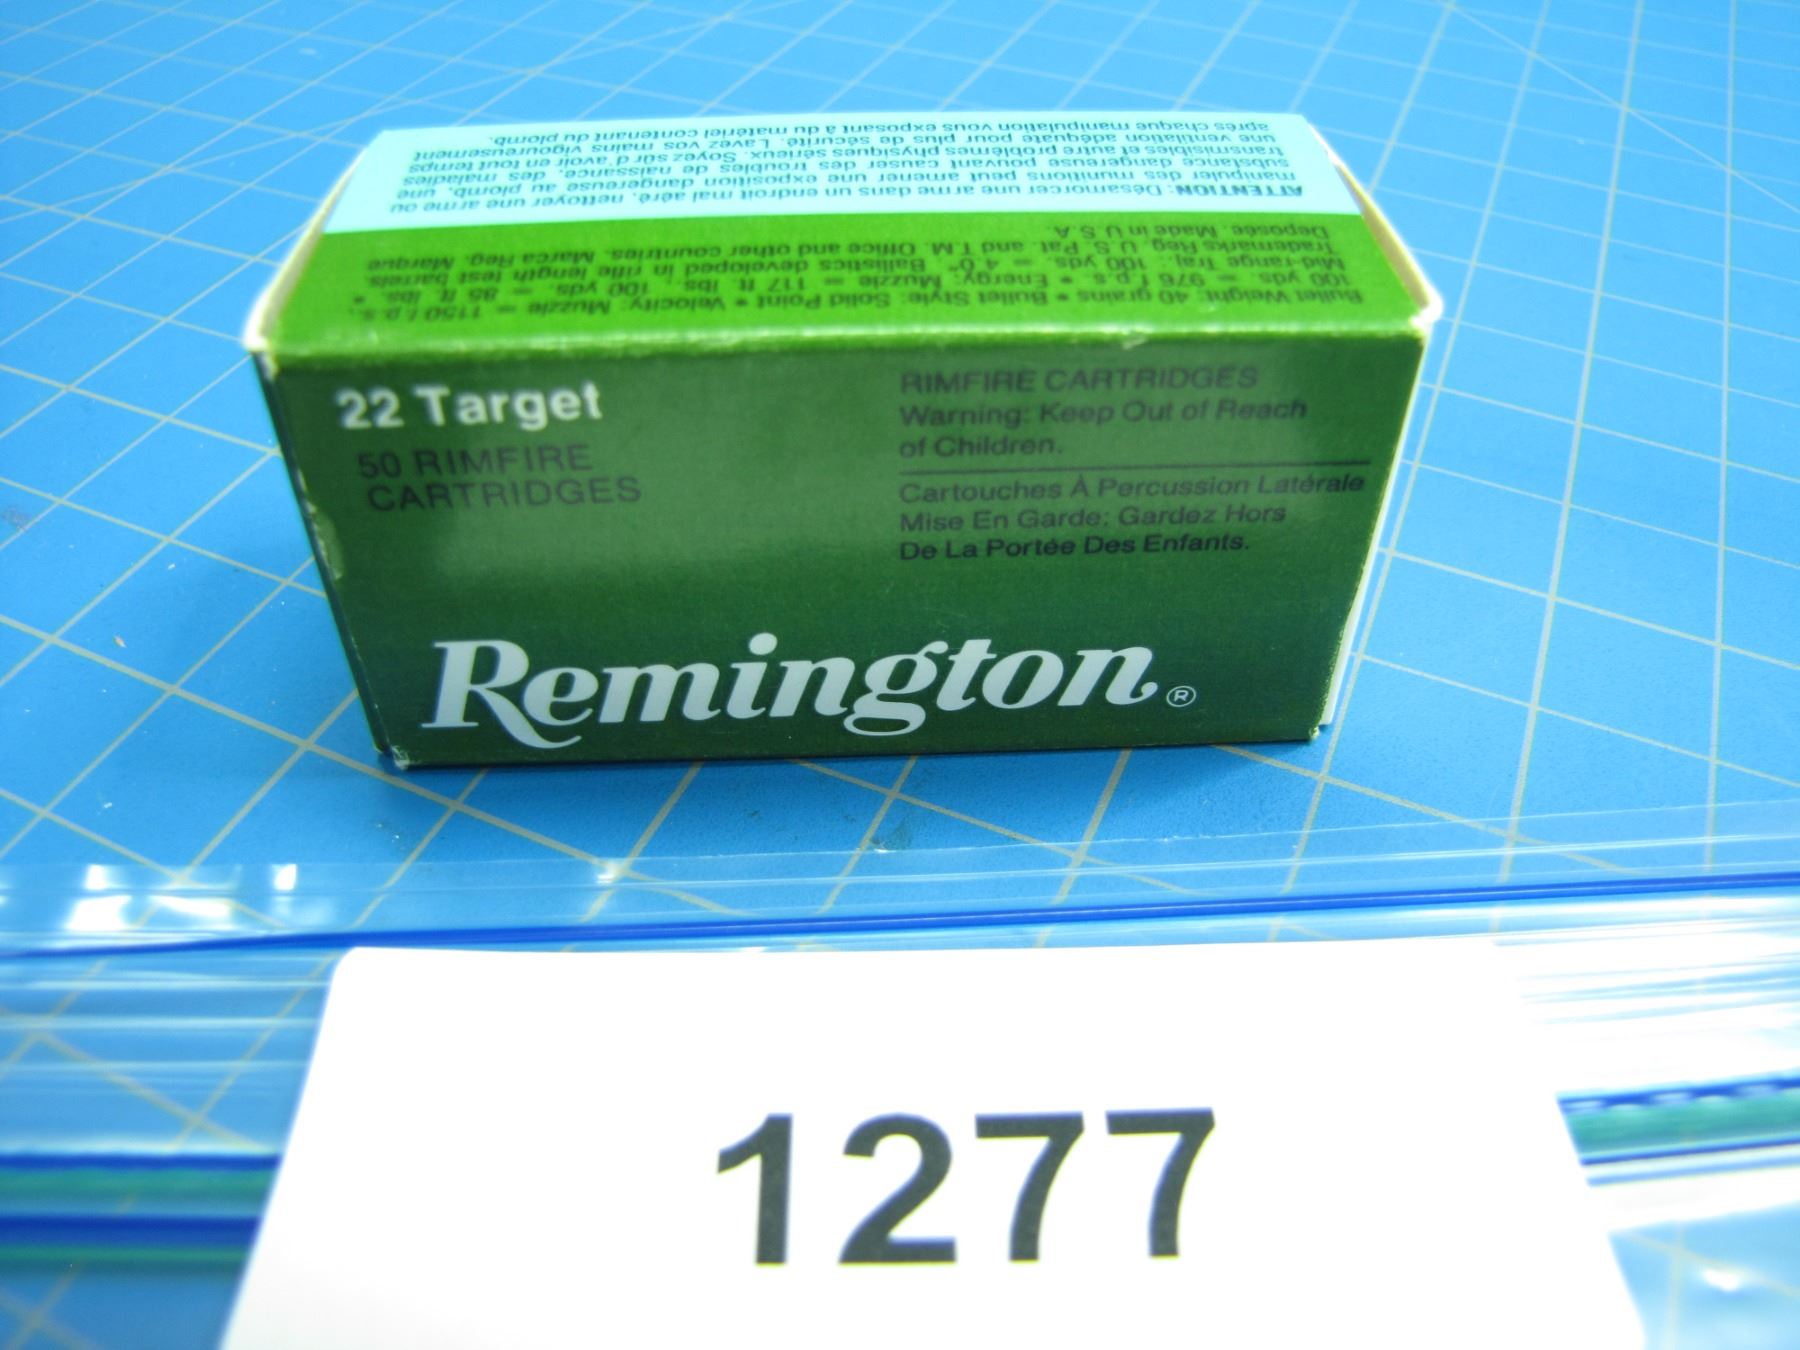 ATTENTION: Désamorcer une arme dans un endroit mal aéré, nettoyer une arme ou
manipuler des munitions peut amener une exposition dangereuse au plomb, une
substance dangereuse pouvant causer des troubles de naissance, des maladies
transmisibles et autre problèmes physiques sérieux. Soyez sûr d'avoir en tous temps
une ventilation adéquate pour plus de sécurité. Lavez vos mains vigoureusement
après chaque manipulation vous exposant à du matériel contenant du plomb.
Bullet Weight: 40 grains • Bullet Style: Solid Point • Velocity: Muzzle = 1150 f.p.s.,
100 yds. = 976 f.p.s. • Energy: Muzzle = 117 ft. lbs., 100 yds. = 85 ft. lbs. •
Mid-range Traj.: 100 yds. = 4.0" Ballistics developed in rifle length test barrels
Trademarks Reg. U.S. Pat. and T.M. Office and other countries. Marca Reg. Marque
Deposée. Made in U S A
22 Target
50 RIMFIRE
CARTRIDGES
RIMFIRE CARTRIDGES
Warning: Keep Out of Reach
of Children.
Cartouches À Percussion Latérale
Mise En Garde: Gardez Hors
De La Portée Des Enfants.
Remington®
1277